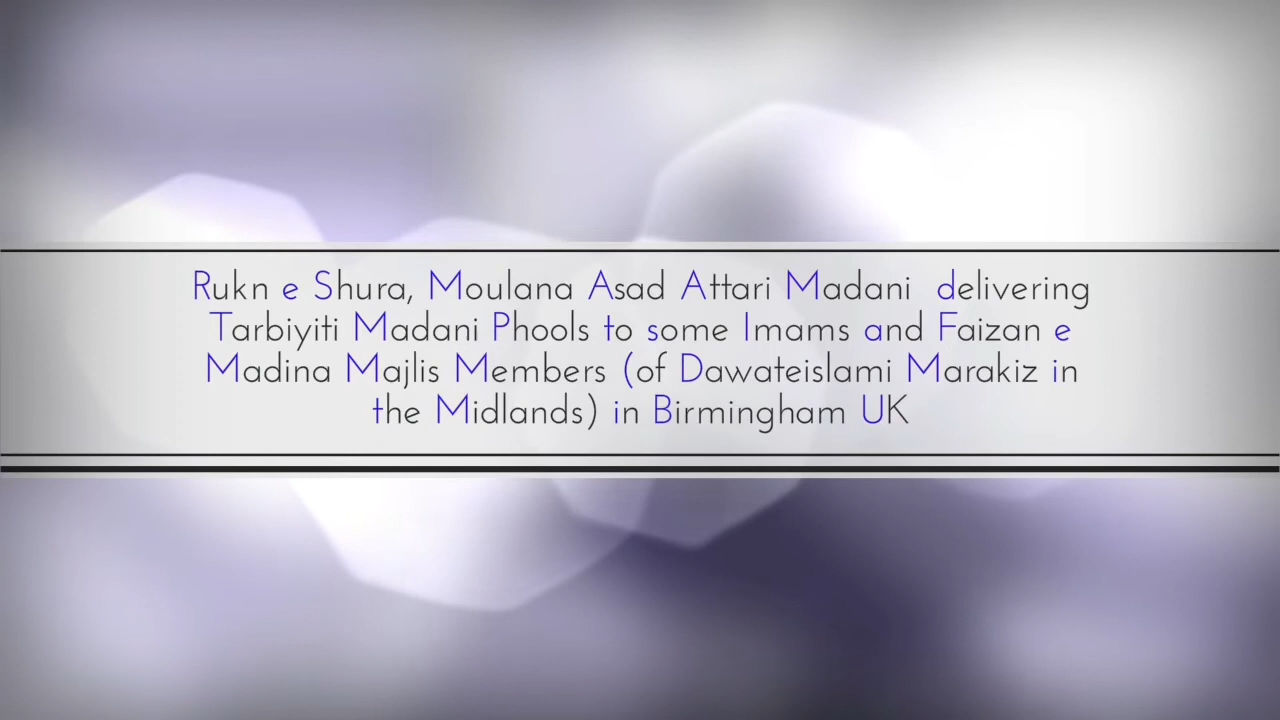 Rukn e Shura, Moulana Asad Attari Madani  delivering
Tarbiyiti Madani Phools to some Imams and Faizan e
Madina Majlis Members (of Dawateislami Marakiz in
the Midlands) in Birmingham UK